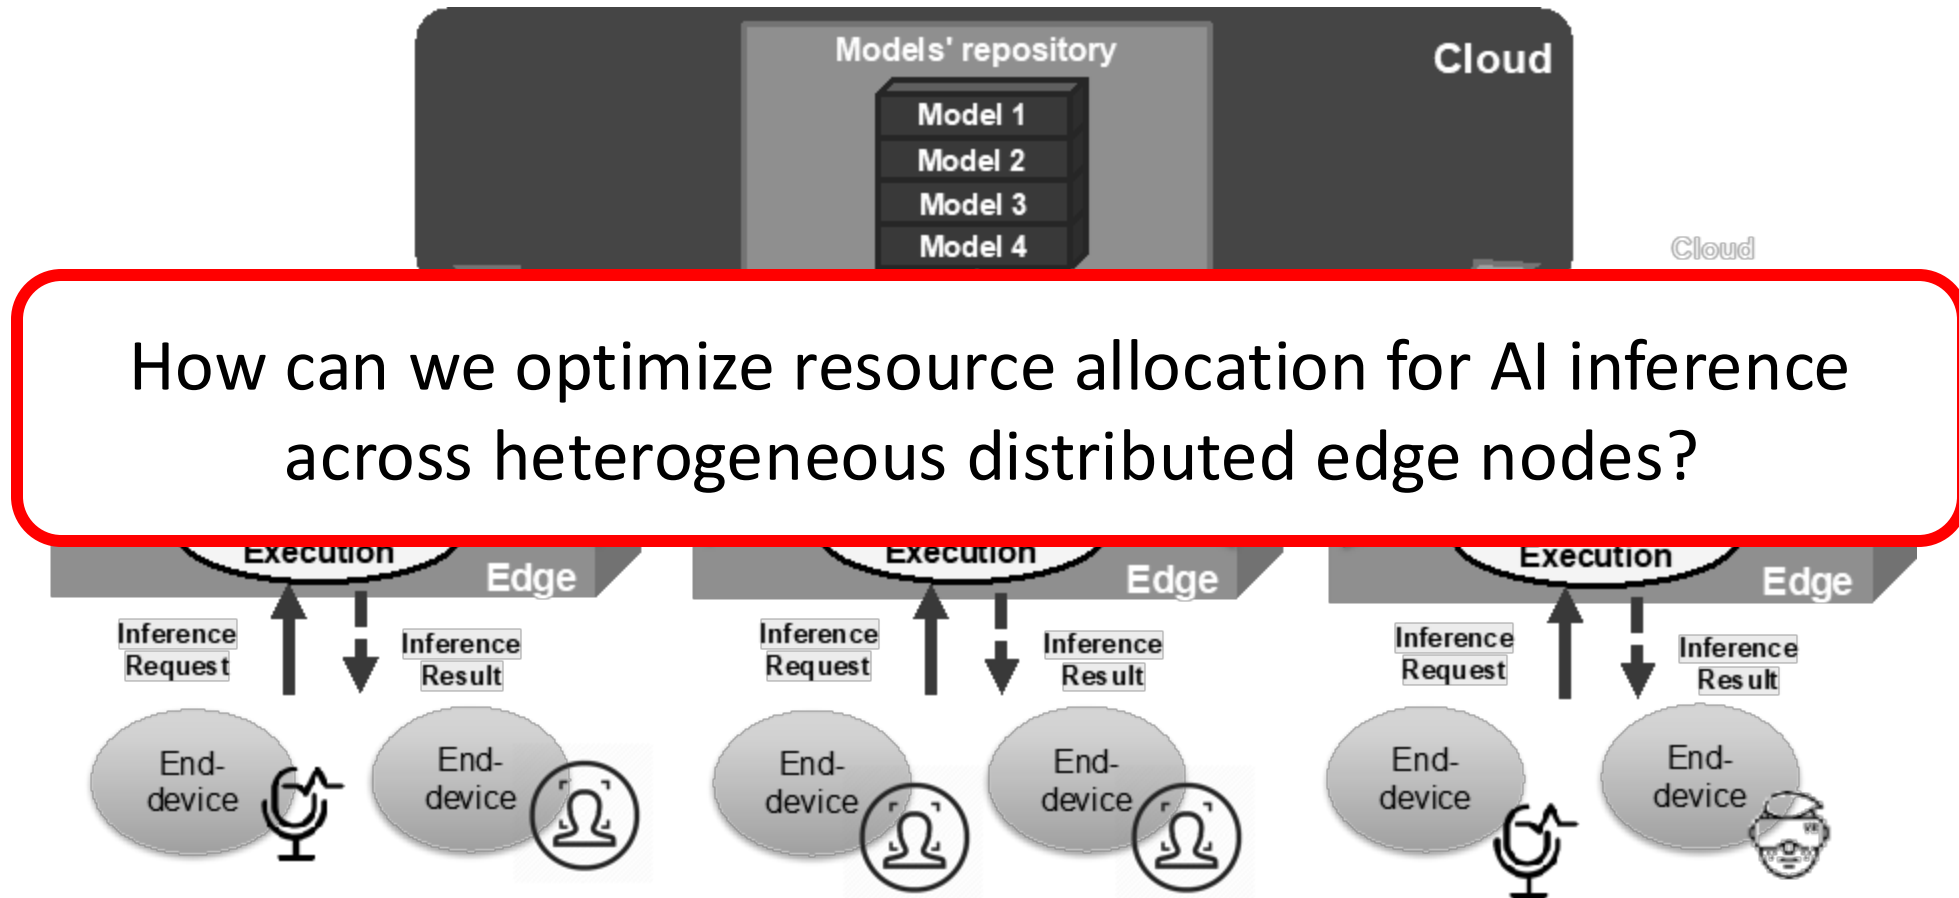 Models' repository
Cloud
Model 1
Model 2
Model 3
Model 4
Cloud
How can we optimize resource allocation for AI inference
across heterogeneous distributed edge nodes?
Execution
Edge
Execution
Edge
Execution
Edge
Inference
Request
Inference
Result
Inference
Request
Inference
Result
Inference
Request
Inference
Result
End-
device
End-
device
End-
device
End-
device
End-
device
End-
device